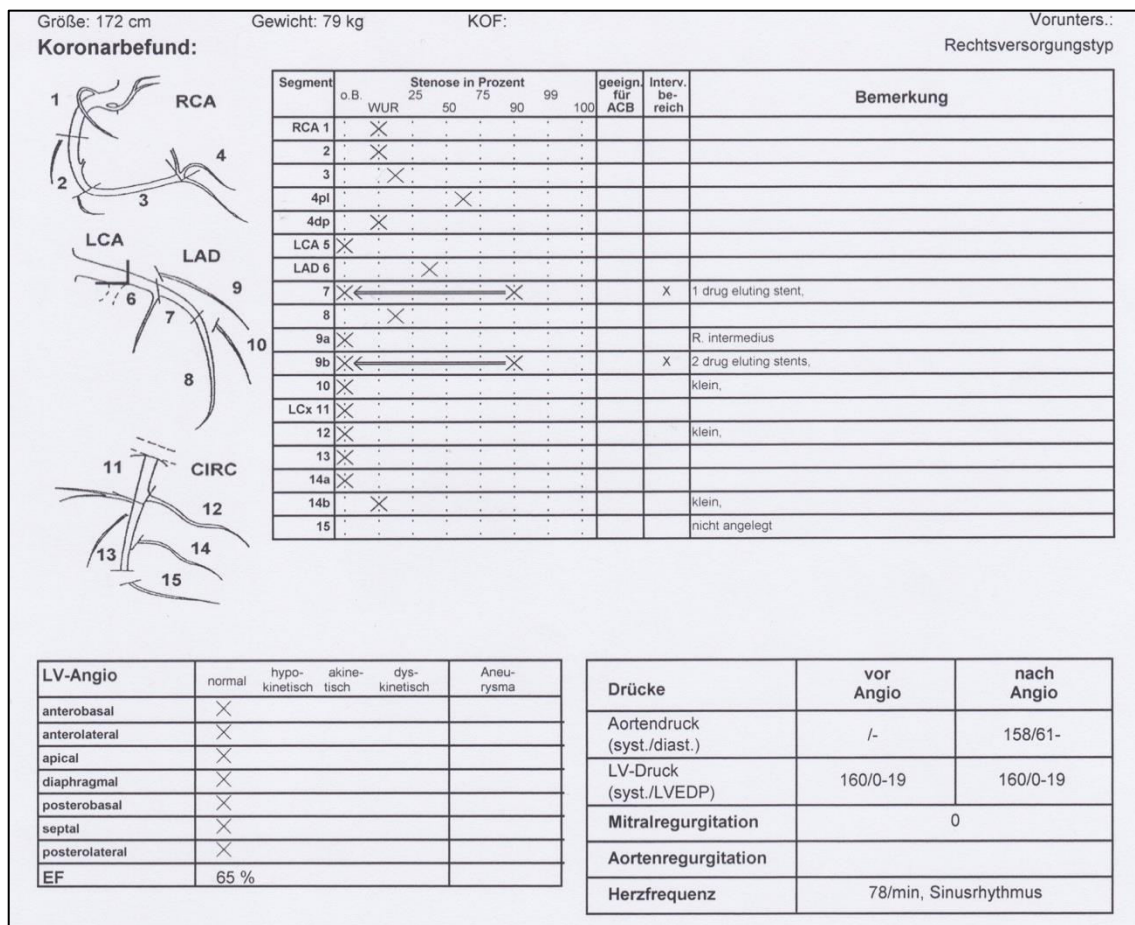 Größe: 172 cm Gewicht: 79 kg KOF: Vorunters.:
Koronarbefund: Rechtsversorgungstyp
1 RCA
2
3
4
LCA LAD
6
7
8
9
10
11 CIRC
12
13
14
15
Segment Stenose in Prozent geeign. für ACB Interv. be- reich Bemerkung
o.B. WUR 25 50 75 90 99 100
RCA 1 X
2 X
3 X
4pl X
4dp X
LCA 5 X
LAD 6 X
7 X X X 1 drug eluting stent,
8 X
9a X R. intermedius
9b X X X 2 drug eluting stents,
10 X klein,
LCx 11 X
12 X klein,
13 X
14a X
14b X klein,
15 nicht angelegt
LV-Angio normal hypo- kinetisch akine- tisch dys- kinetisch Aneu- rysma
anterobasal X
anterolateral X
apical X
diaphragmal X
posterobasal X
septal X
posterolateral X
EF 65 %
Drücke vor Angio nach Angio
Aortendruck (syst./diast.) /- 158/61-
LV-Druck (syst./LVEDP) 160/0-19 160/0-19
Mitralregurgitation 0
Aortenregurgitation
Herzfrequenz 78/min, Sinusrhythmus